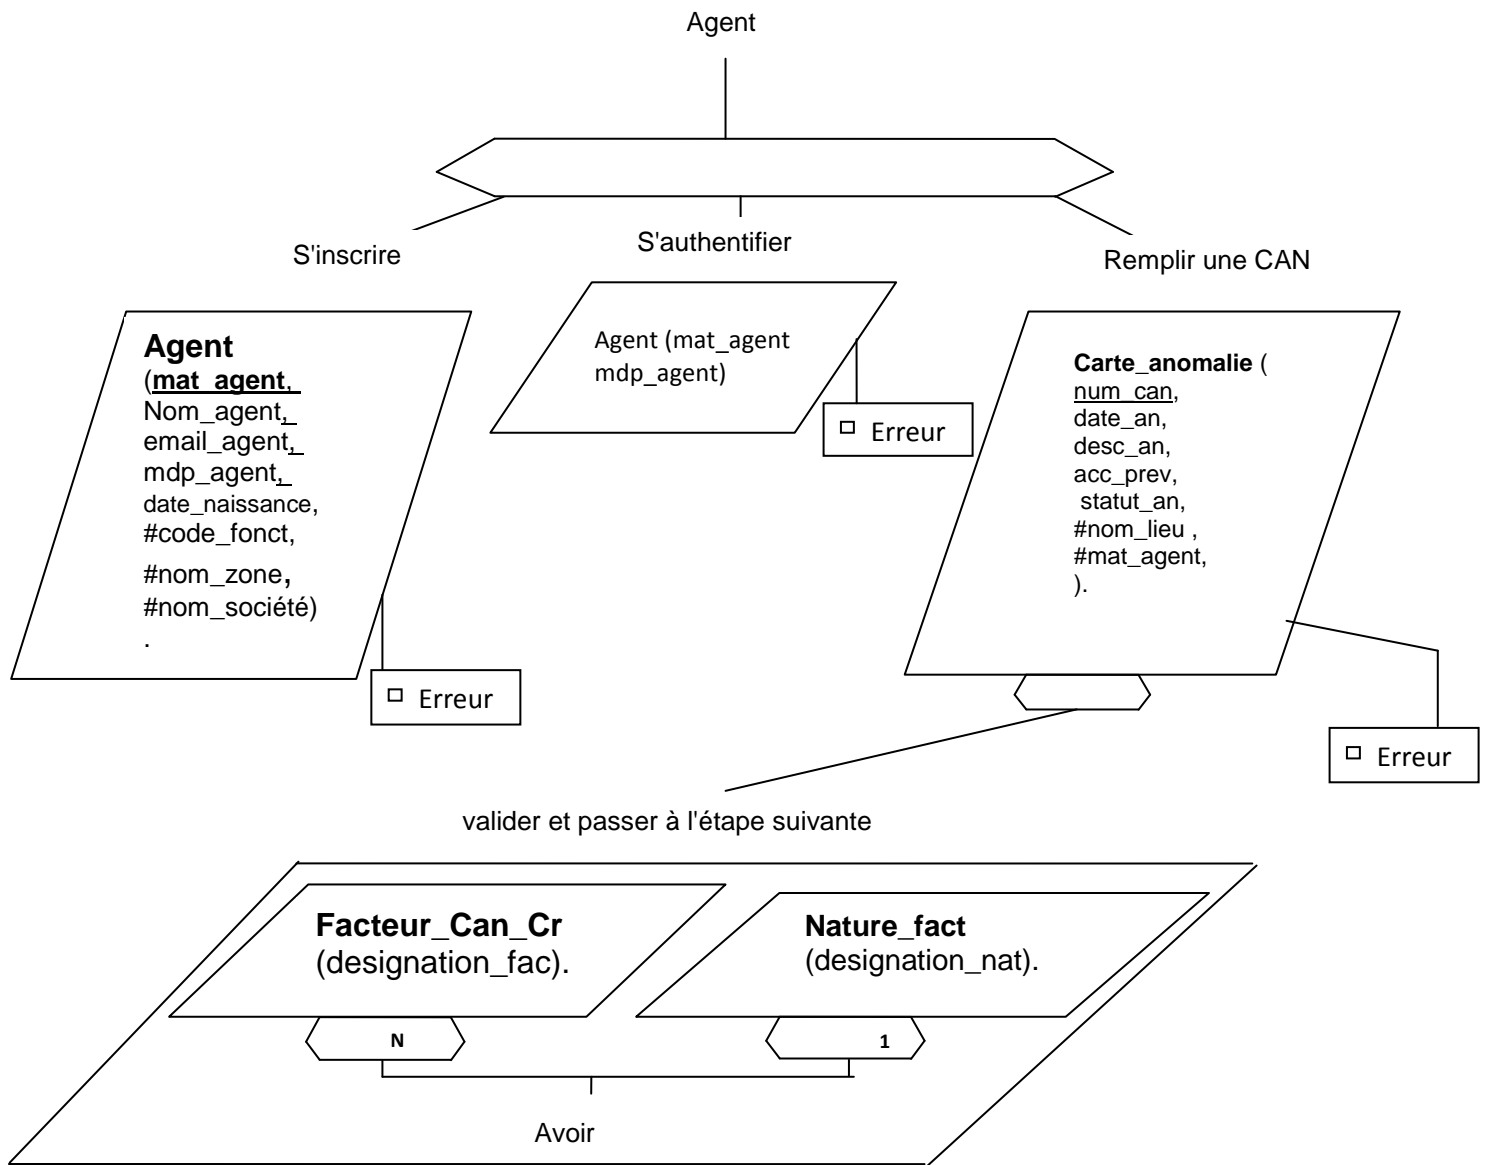 Agent
S'inscrire
S'authentifier
Remplir une CAN
Agent
(mat_agent,
Nom_agent,
email_agent,
mdp_agent,
date_naissance,
#code_fonct,
#nom_zone,
#nom_société)
.
Erreur
Agent (mat_agent
mdp_agent)
Erreur
Carte_anomalie (
num_can,
date_an,
desc_an,
acc_prev,
statut_an,
#nom_lieu ,
#mat_agent,
).
Erreur
valider et passer à l'étape suivante
Facteur_Can_Cr
(designation_fac).
Nature_fact
(designation_nat).
N
1
Avoir